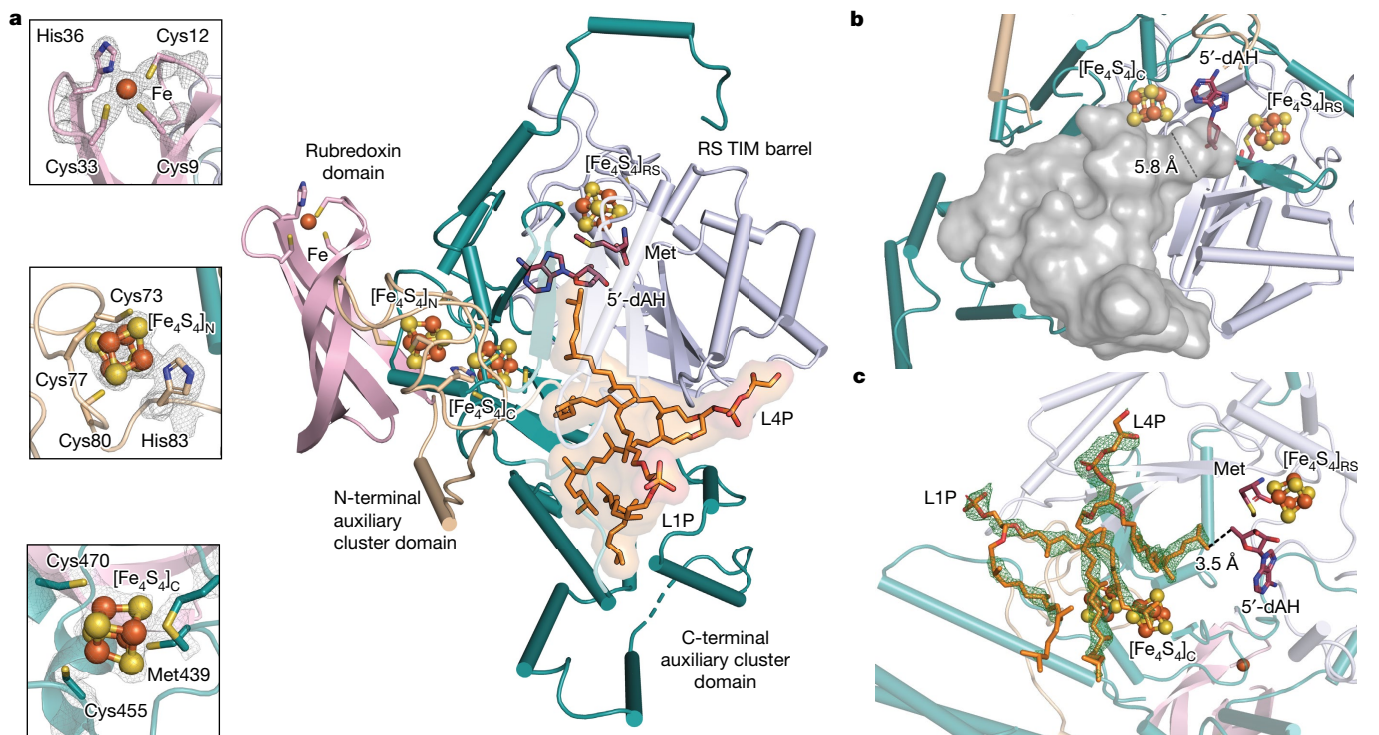 a
His36
Cys12
Fe
Cys33
Cys9
Cys73
[Fe4S4]N
Cys77
Cys80
His83
Cys470
[Fe4S4]C
Met439
Cys455
Rubredoxin
domain
Fe
[Fe4S4]N
[Fe4S4]C
N-terminal
auxiliary
cluster domain
[Fe4S4]RS
RS TIM barrel
Met
5′-dAH
L4P
L1P
C-terminal
auxiliary cluster
domain
b
[Fe4S4]C
5′-dAH
[Fe4S4]RS
5.8 Å
c
L4P
Met
[Fe4S4]RS
L1P
3.5 Å
5′-dAH
[Fe4S4]C